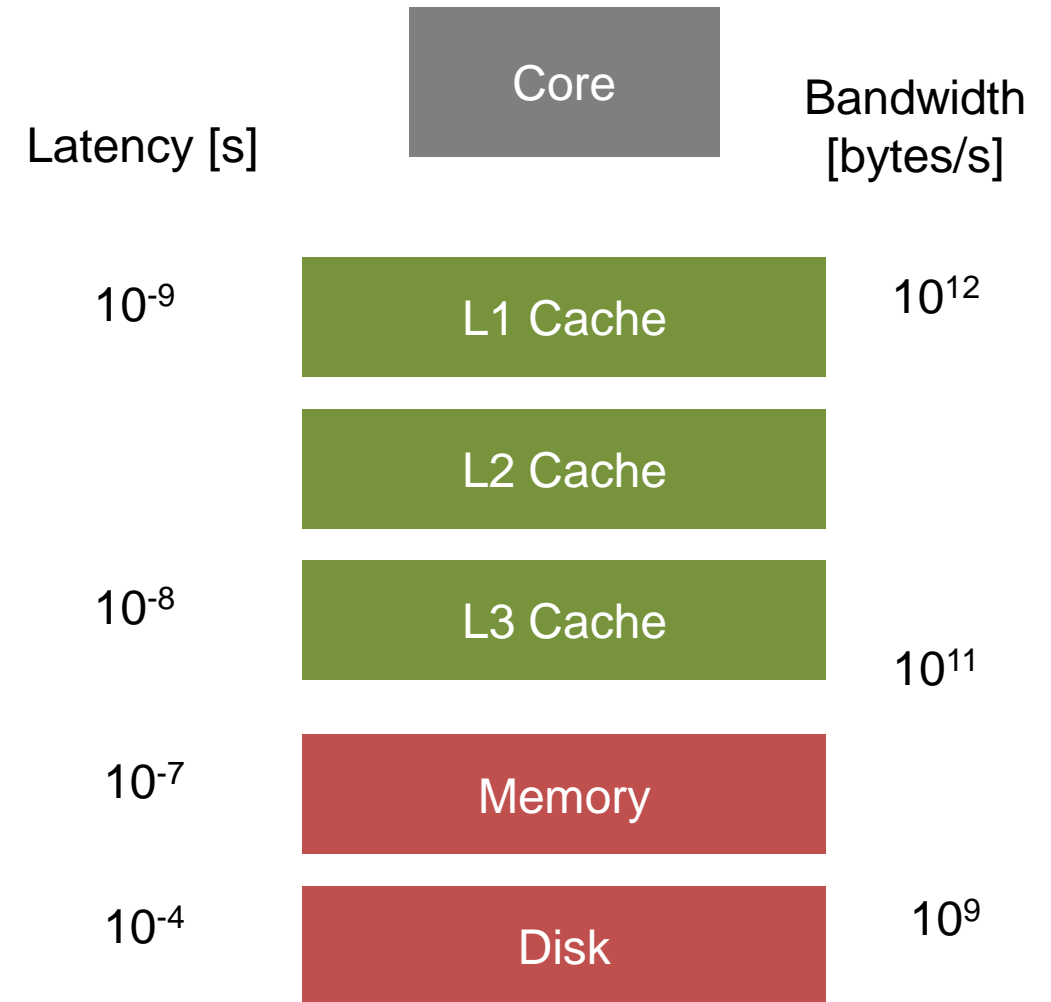 Core
Latency [s]
Bandwidth
[bytes/s]
10⁻⁹
L1 Cache
10¹²
L2 Cache
10⁻⁸
L3 Cache
10¹¹
10⁻⁷
Memory
10⁻⁴
Disk
10⁹